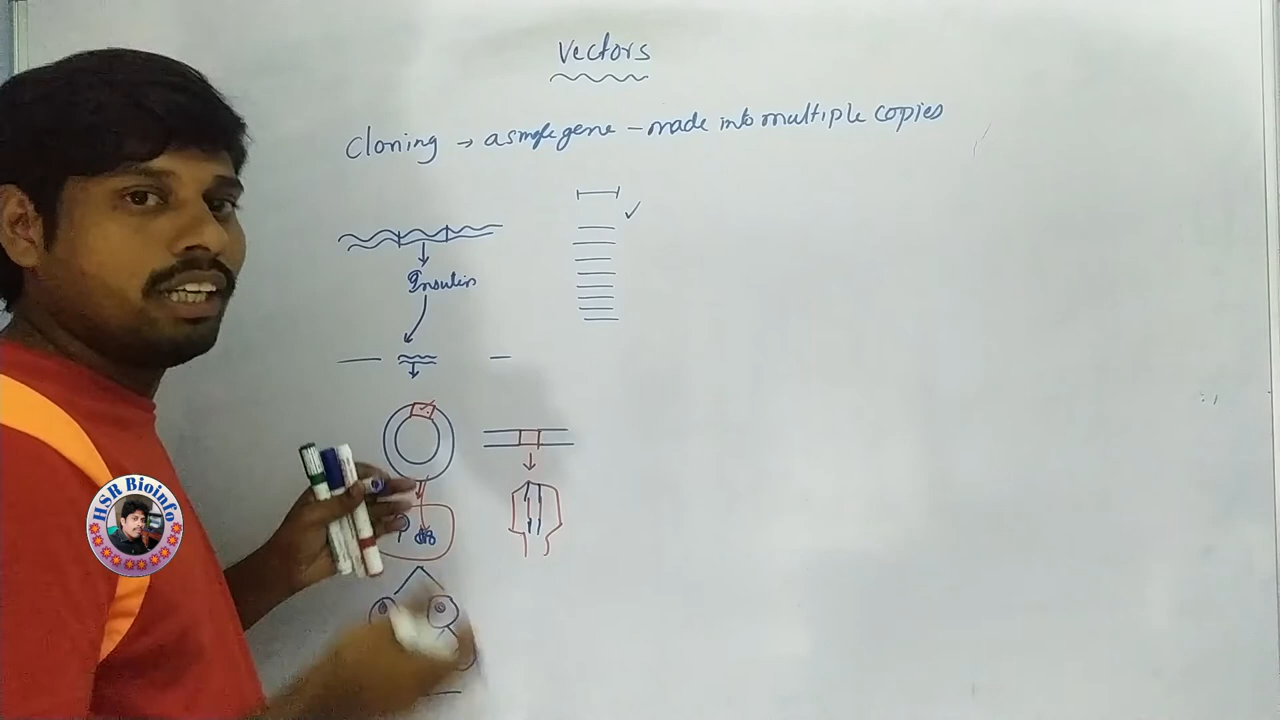 Vectors
Cloning → a single gene – made into multiple copies
Insulin
HSR Bioinfo